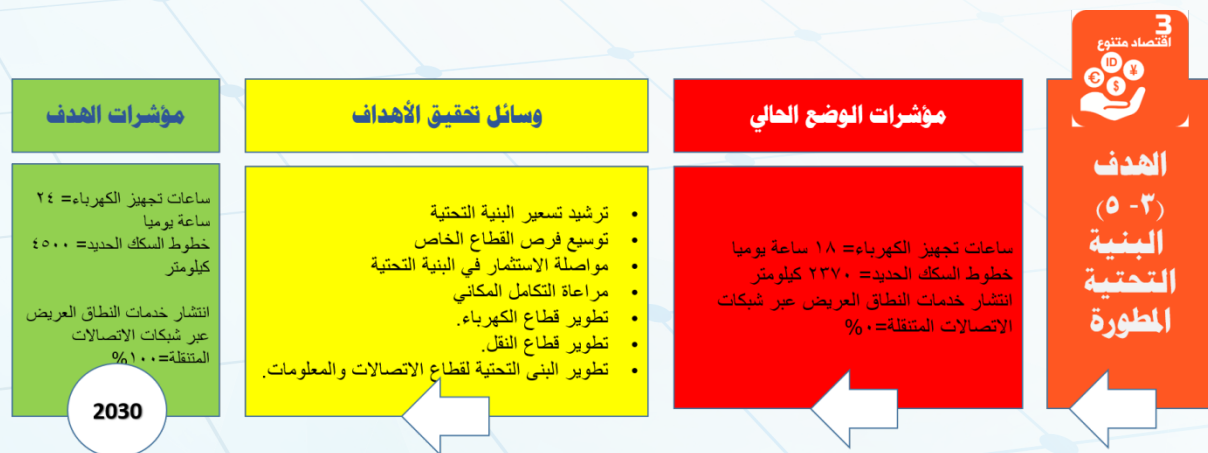 3
اقتصاد متنوع
ID
¥
€
$
الهدف
(٣- ٥)
البنية
التحتية
المطورة
مؤشرات الوضع الحالي
ساعات تجهيز الكهرباء= ١٨ ساعة يوميا
خطوط السكك الحديد= ٢٣٧٠ كيلومتر
انتشار خدمات النطاق العريض عبر شبكات
الاتصالات المتنقلة=٠%
وسائل تحقيق الأهداف
• ترشيد تسعير البنية التحتية
• توسيع فرص القطاع الخاص
• مواصلة الاستثمار في البنية التحتية
• مراعاة التكامل المكاني
• تطوير قطاع الكهرباء.
• تطوير قطاع النقل.
• تطوير البنى التحتية لقطاع الاتصالات والمعلومات.
مؤشرات الهدف
ساعات تجهيز الكهرباء= ٢٤
ساعة يوميا
خطوط السكك الحديد= ٤٥٠٠
كيلومتر
انتشار خدمات النطاق العريض
عبر شبكات الاتصالات
المتنقلة=١٠٠%
2030